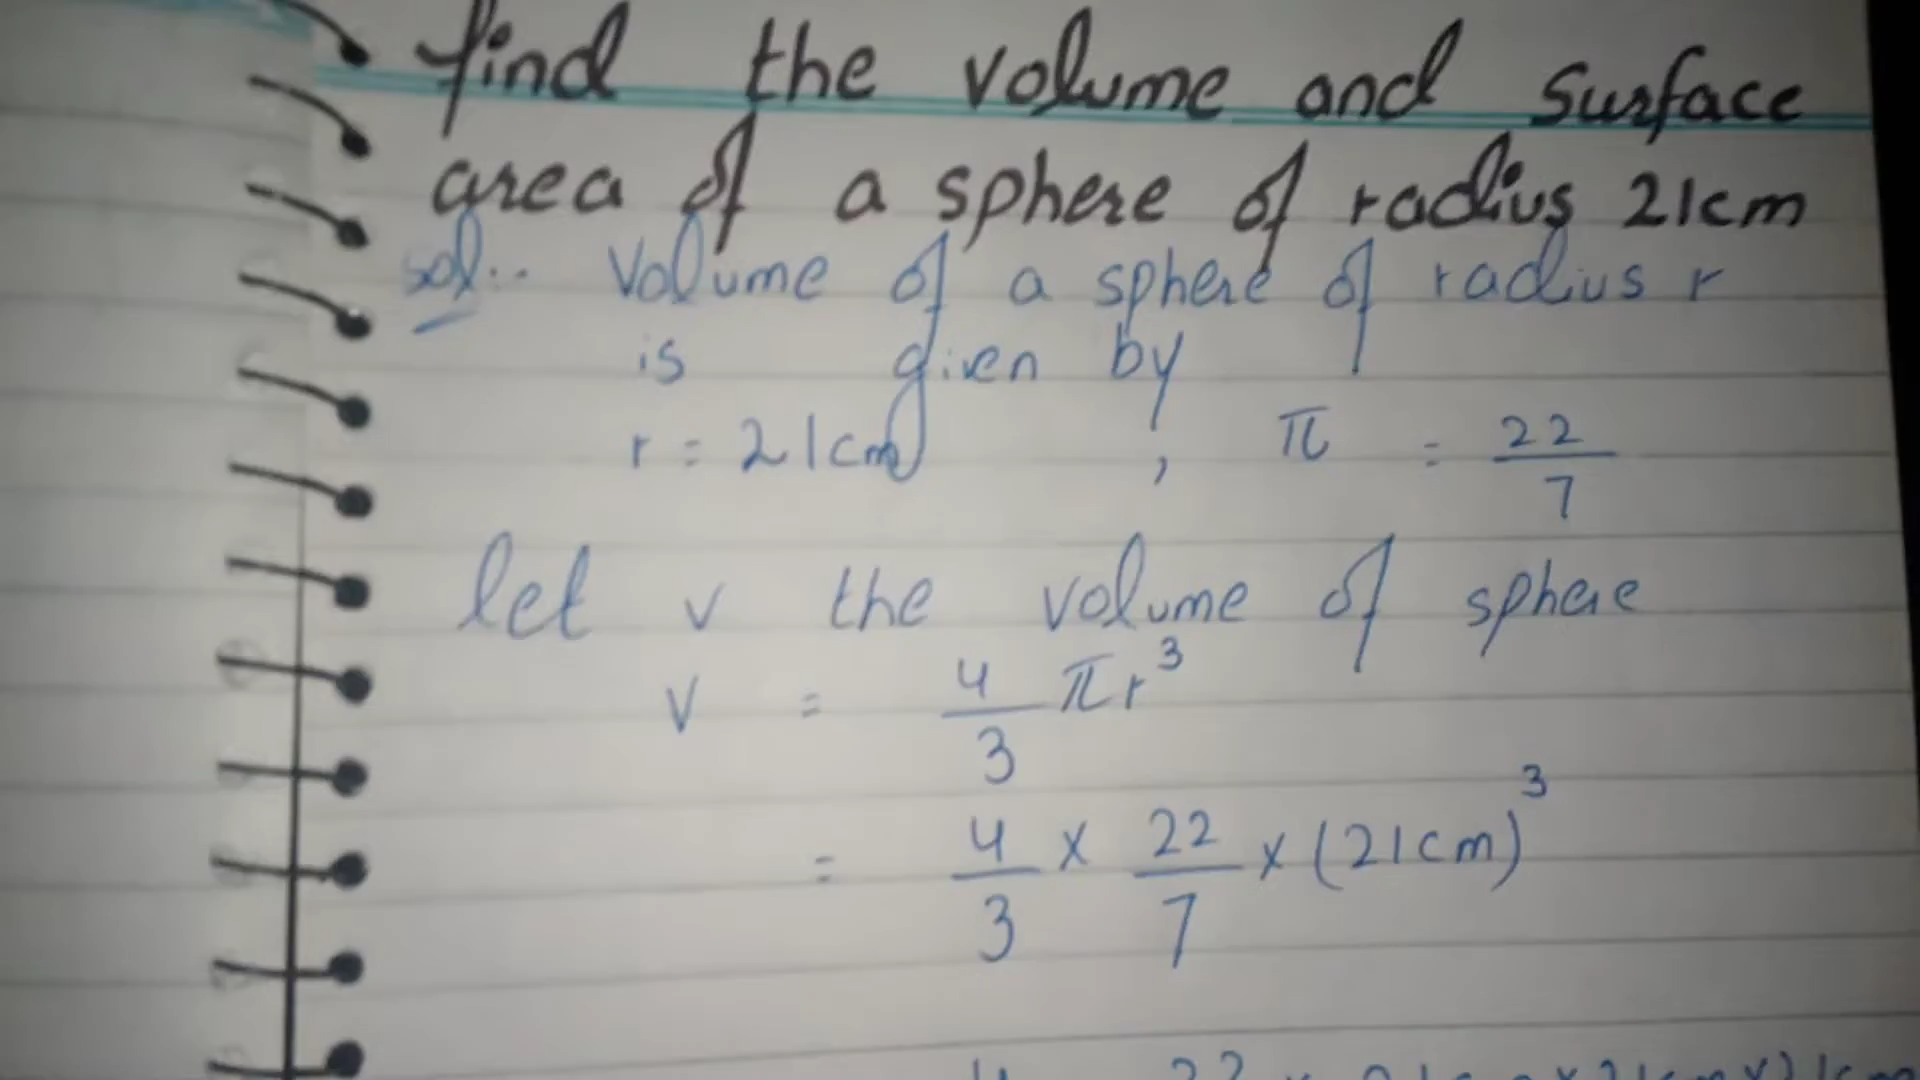 find the volume and surface
area of a sphere of radius 21cm
sol:. Volume of a sphere of radius r
is given by
r = 21cm , π = 22/7
let v the volume of sphere
v = 4/3 πr³
= 4/3 x 22/7 x (21cm)³